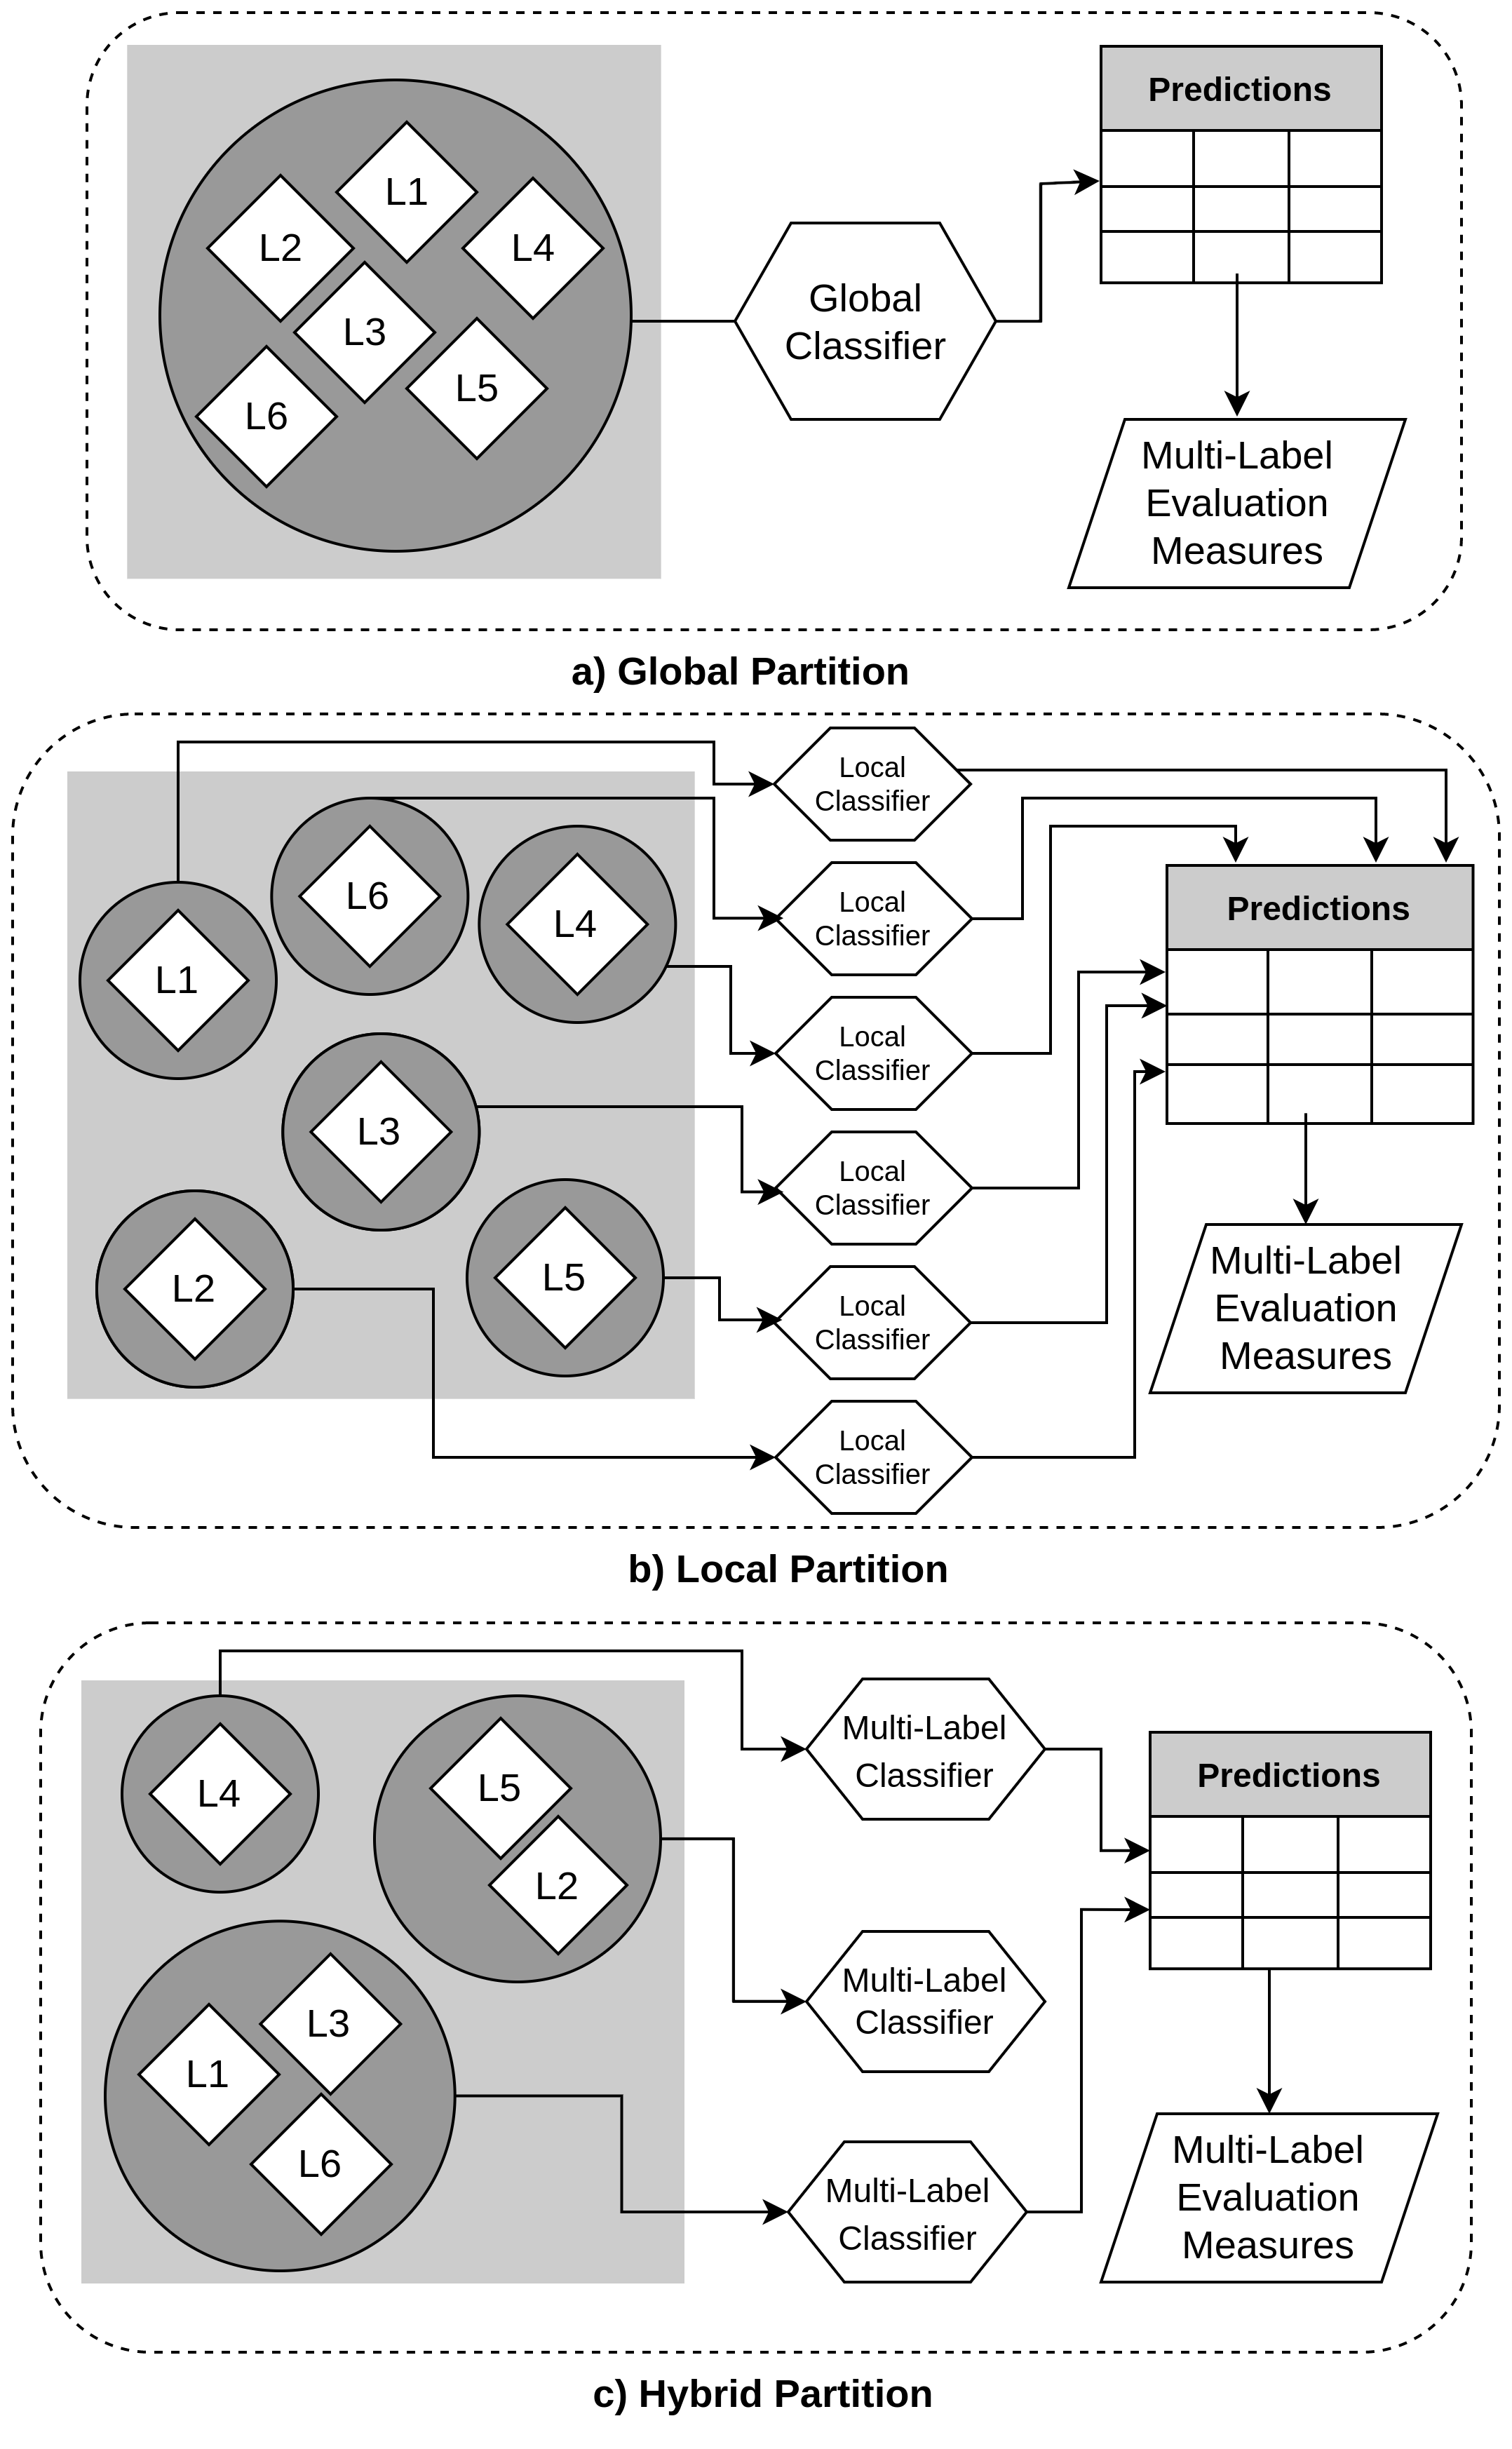 Predictions
L1
L2
L4
Global
Classifier
L3
L5
L6
Multi-Label
Evaluation
Measures
a) Global Partition
Local
Classifier
L6
L4
Local
Classifier
Predictions
L1
Local
Classifier
L3
Local
Classifier
L2
L5
Local
Classifier
Multi-Label
Evaluation
Measures
Local
Classifier
b) Local Partition
Multi-Label
Classifier
Predictions
L4
L5
L2
Multi-Label
Classifier
L3
L1
L6
Multi-Label
Classifier
Multi-Label
Evaluation
Measures
c) Hybrid Partition